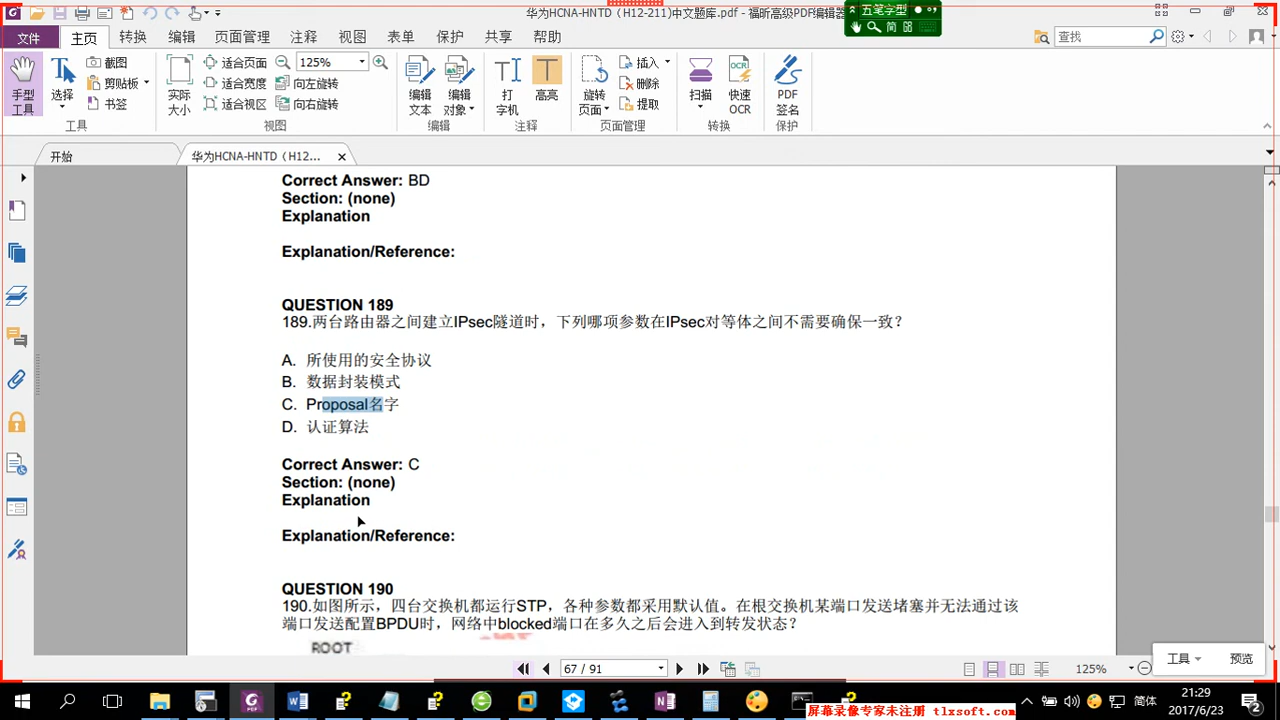 华为HCNA-HNTD（H12-211)中文题库.pdf - 福昕高级PDF编辑器
五笔字型
简
文件 主页 转换 编辑 页面管理 注释 视图 表单 保护 共享 帮助
查找
手型工具
选择
截图
剪贴板
书签
工具
实际大小
适合页面
适合宽度
适合视区
125%
向左旋转
向右旋转
视图
编辑文本
编辑对象
编辑
打字机
高亮
注释
旋转页面
插入
删除
提取
页面管理
扫描
快速OCR
转换
PDF签名
保护
开始
华为HCNA-HNTD（H12...
Correct Answer: BD
Section: (none)
Explanation
Explanation/Reference:
QUESTION 189
189.两台路由器之间建立IPsec隧道时，下列哪项参数在IPsec对等体之间不需要确保一致？
A. 所使用的安全协议
B. 数据封装模式
C. Proposal名字
D. 认证算法
Correct Answer: C
Section: (none)
Explanation
Explanation/Reference:
QUESTION 190
190.如图所示，四台交换机都运行STP，各种参数都采用默认值。在根交换机某端口发送堵塞并无法通过该
端口发送配置BPDU时，网络中blocked端口在多久之后会进入到转发状态？
ROOT
67 / 91
125%
工具 预览
简体
21:29
2017/6/23
屏幕录像专家未注册 tlxsoft.com